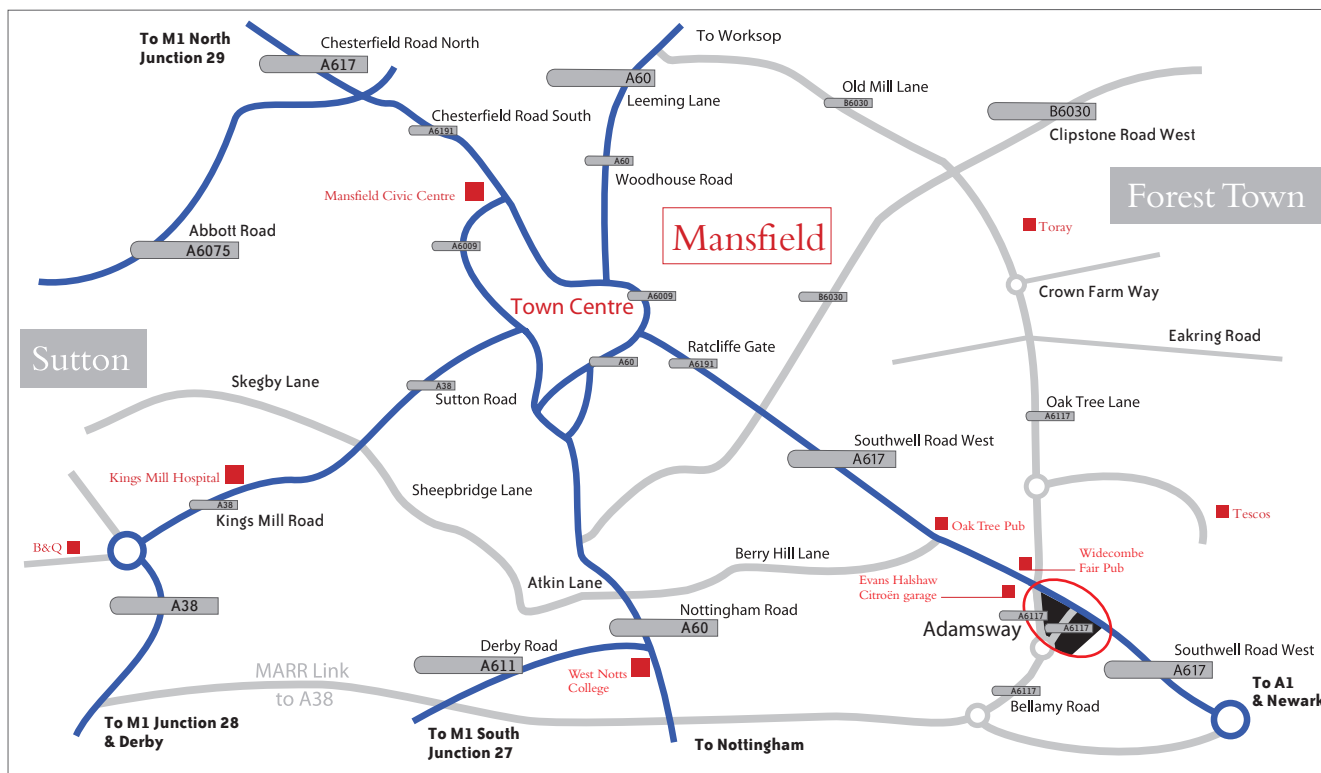 To M1 North
Junction 29
Chesterfield Road North
A617
To Worksop
A60
Leeming Lane
Old Mill Lane
B6030
B6030
Clipstone Road West
Chesterfield Road South
A6191
A60
Woodhouse Road
Mansfield Civic Centre
Forest Town
Abbott Road
A6075
A6009
Mansfield
Toray
Crown Farm Way
Town Centre
A6009
B6030
Eakring Road
Sutton
Ratcliffe Gate
A6191
A60
Skegby Lane
A38
Sutton Road
Oak Tree Lane
A6117
Southwell Road West
A617
Kings Mill Hospital
Sheepbridge Lane
A38
Kings Mill Road
Tescos
Oak Tree Pub
B&Q
Berry Hill Lane
Widecombe
Fair Pub
Atkin Lane
Evans Halshaw
Citroën garage
A38
Nottingham Road
A60
A6117
A6117
Adamsway
Derby Road
A611
West Notts
College
Southwell Road West
A617
MARR Link
to A38
A6117
Bellamy Road
To A1
& Newark
To M1 Junction 28
& Derby
To M1 South
Junction 27
To Nottingham